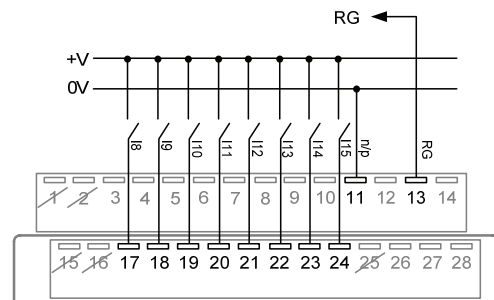 RG
+V
0V
I8 I9 I10 I11 I12 I13 I14 I15 n/p RG
1 2 3 4 5 6 7 8 9 10 11 12 13 14
15 16 17 18 19 20 21 22 23 24 25 26 27 28